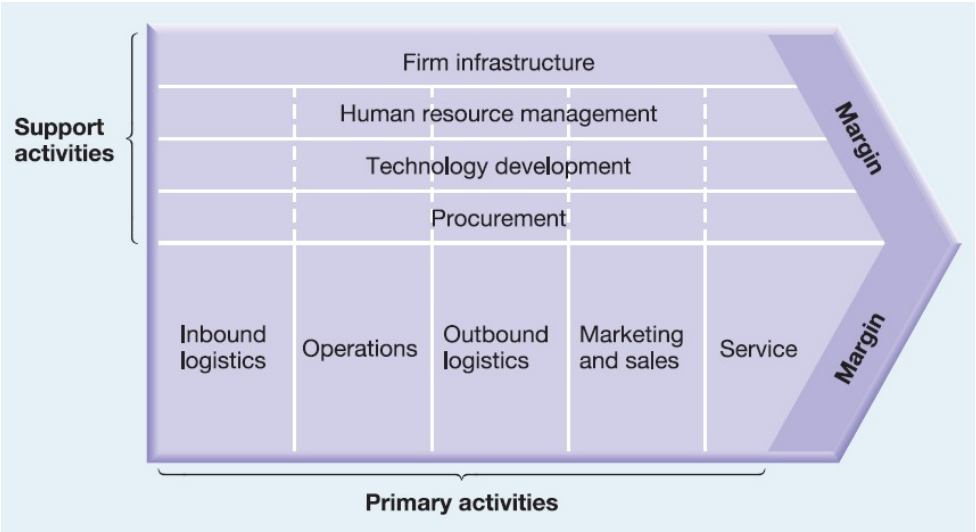 Firm infrastructure
Human resource management
Support
activities
Technology development
Procurement
Margin
Inbound
logistics
Operations
Outbound
logistics
Marketing
and sales
Service
Margin
Primary activities